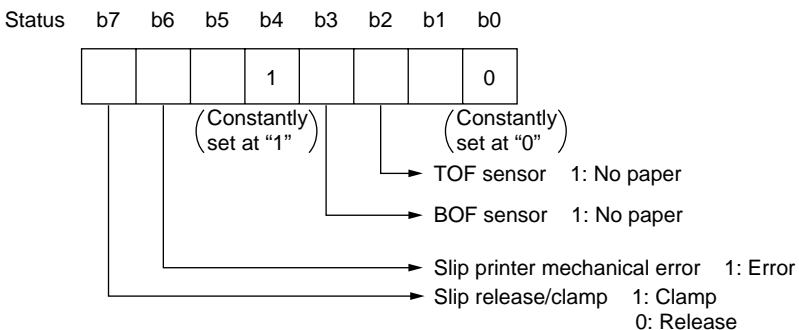 Status b7 b6 b5 b4 b3 b2 b1 b0
1 0
(Constantly set at “1”) (Constantly set at “0”)
TOF sensor 1: No paper
BOF sensor 1: No paper
Slip printer mechanical error 1: Error
Slip release/clamp 1: Clamp
0: Release